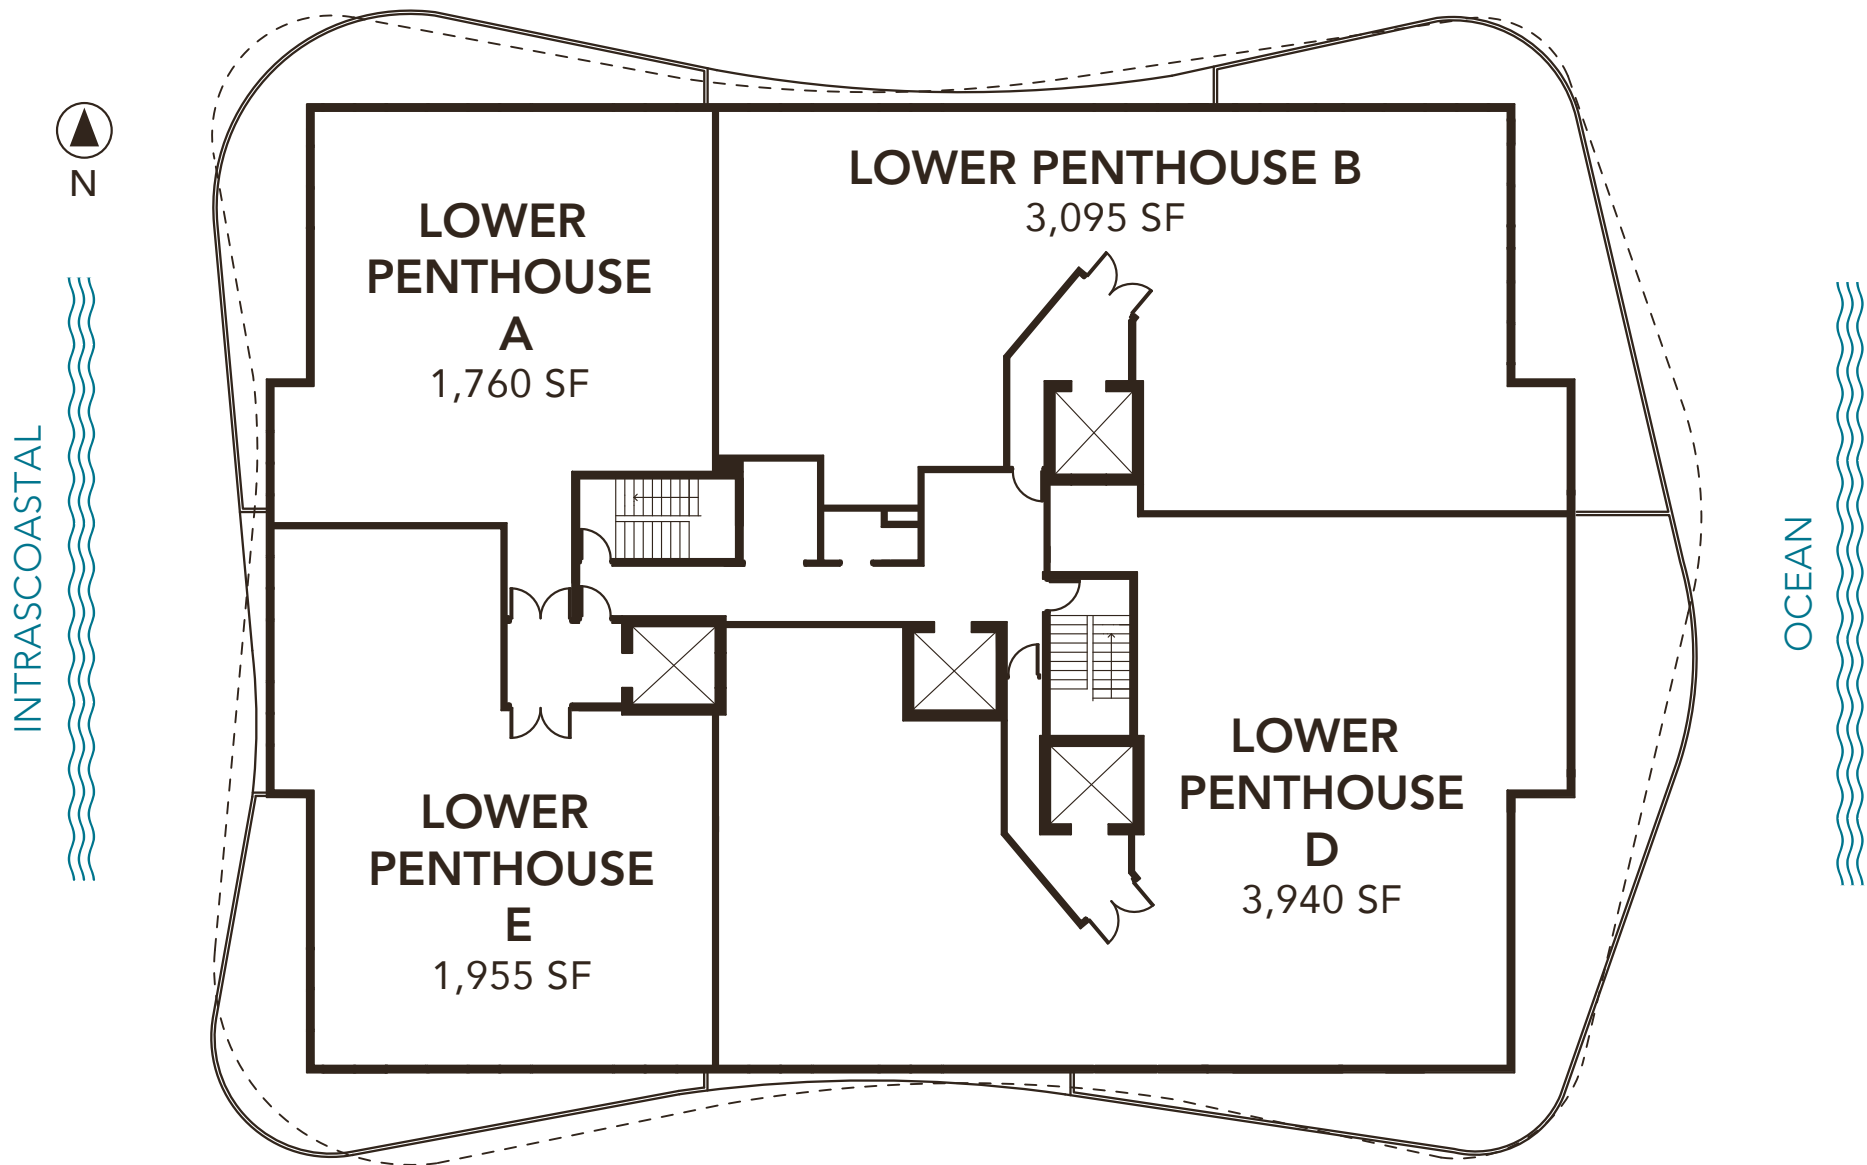 N
LOWER
PENTHOUSE
A
1,760 SF
LOWER PENTHOUSE B
3,095 SF
INTRASCOASTAL
OCEAN
LOWER
PENTHOUSE
E
1,955 SF
LOWER
PENTHOUSE
D
3,940 SF